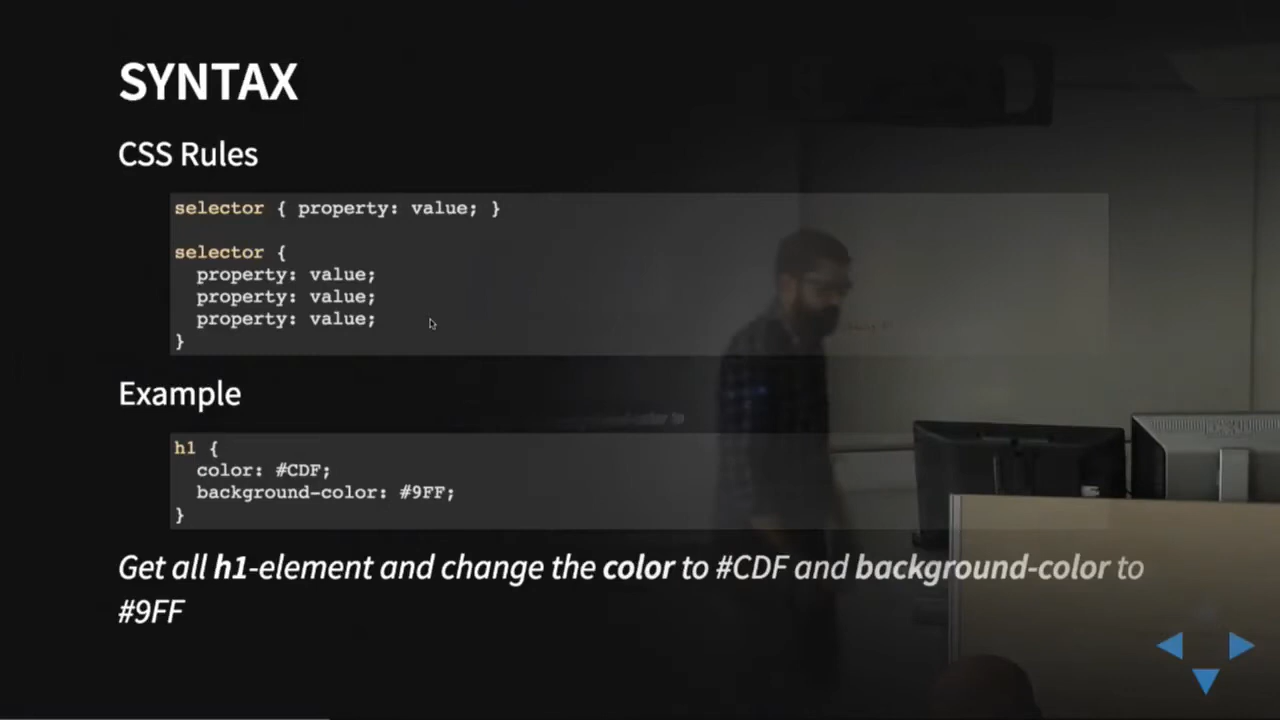 SYNTAX
CSS Rules
selector { property: value; }
selector {
property: value;
property: value;
property: value;
}
Example
h1 {
color: #CDF;
background-color: #9FF;
}
Get all h1-element and change the color to #CDF and background-color to
#9FF